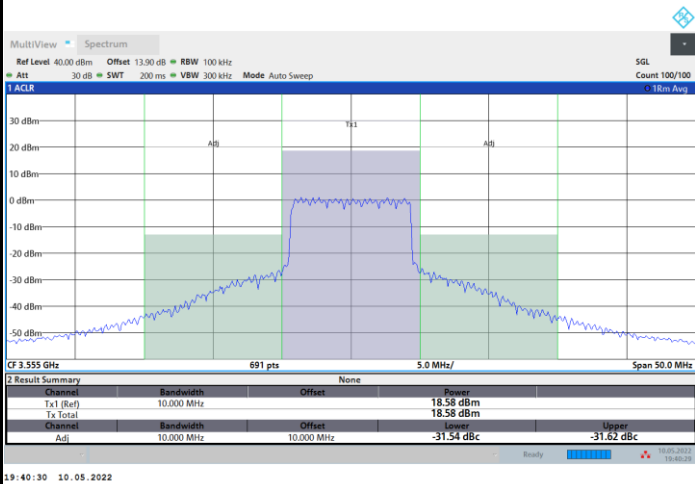 MultiView Spectrum
Ref Level 40.00 dBm Offset 13.90 dB RBW 100 kHz SGL
Att 30 dB SWT 200 ms VBW 300 kHz Mode Auto Sweep Count 100/100
1 ACLR 1Rm Avg
30 dBm
Tx1
20 dBm
Adj Adj
10 dBm
0 dBm
-10 dBm
-20 dBm
-30 dBm
-40 dBm
-50 dBm
CF 3.555 GHz 691 pts 5.0 MHz/ Span 50.0 MHz
2 Result Summary None
Channel Bandwidth Offset Power
Tx1 (Ref) 10.000 MHz 18.58 dBm
Tx Total 18.58 dBm
Channel Bandwidth Offset Lower Upper
Adj 10.000 MHz 10.000 MHz -31.54 dBc -31.62 dBc
Ready 10.05.2022
19:40:28
19:40:30 10.05.2022